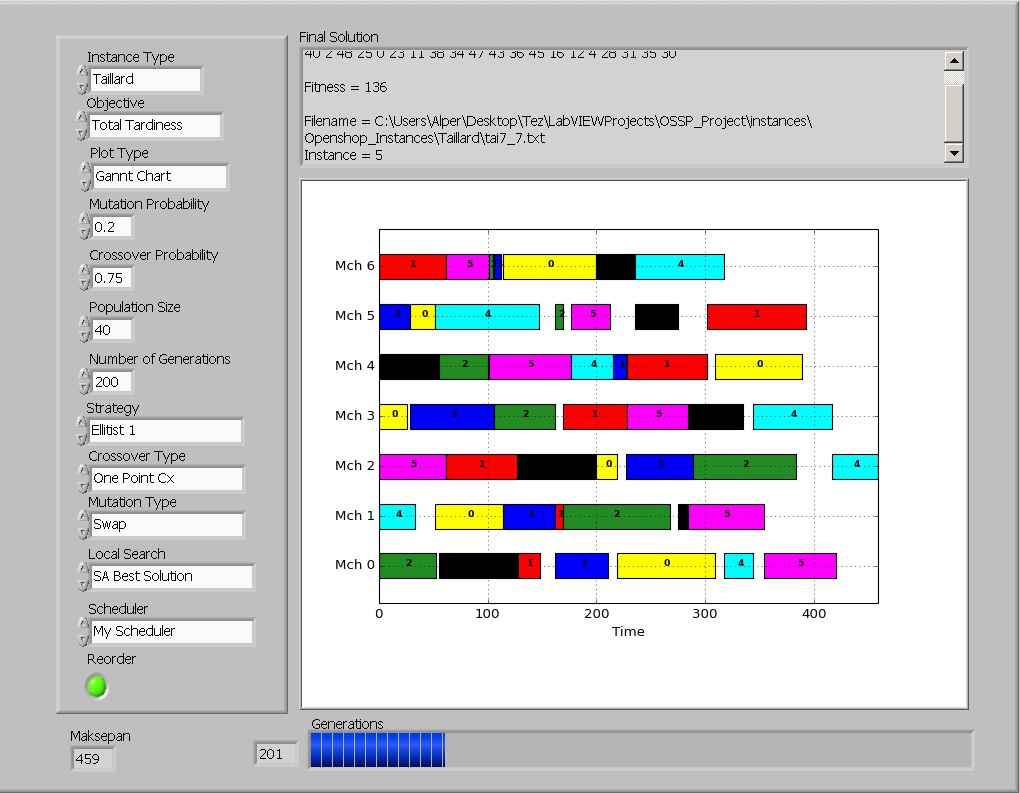 Instance Type
Taillard
Objective
Total Tardiness
Plot Type
Gannt Chart
Mutation Probability
0.2
Crossover Probability
0.75
Population Size
40
Number of Generations
200
Strategy
Ellitist 1
Crossover Type
One Point Cx
Mutation Type
Swap
Local Search
SA Best Solution
Scheduler
My Scheduler
Reorder
Maksepan
459
201
Final Solution
40 2 48 25 0 23 11 38 34 47 43 36 45 16 12 4 28 31 35 30
Fitness = 136
Filename = C:\Users\Alper\Desktop\Tez\LabVIEWProjects\OSSP_Project\instances\
Openshop_Instances\Taillard\tai7_7.txt
Instance = 5
Mch 6 1 5 0 4
Mch 5 3 0 4 2 5 1
Mch 4 2 5 4 3 1 0
Mch 3 0 3 2 1 5 4
Mch 2 5 1 0 3 2 4
Mch 1 4 0 3 1 2 5
Mch 0 2 1 3 0 4 5
0 100 200 300 400
Time
Generations